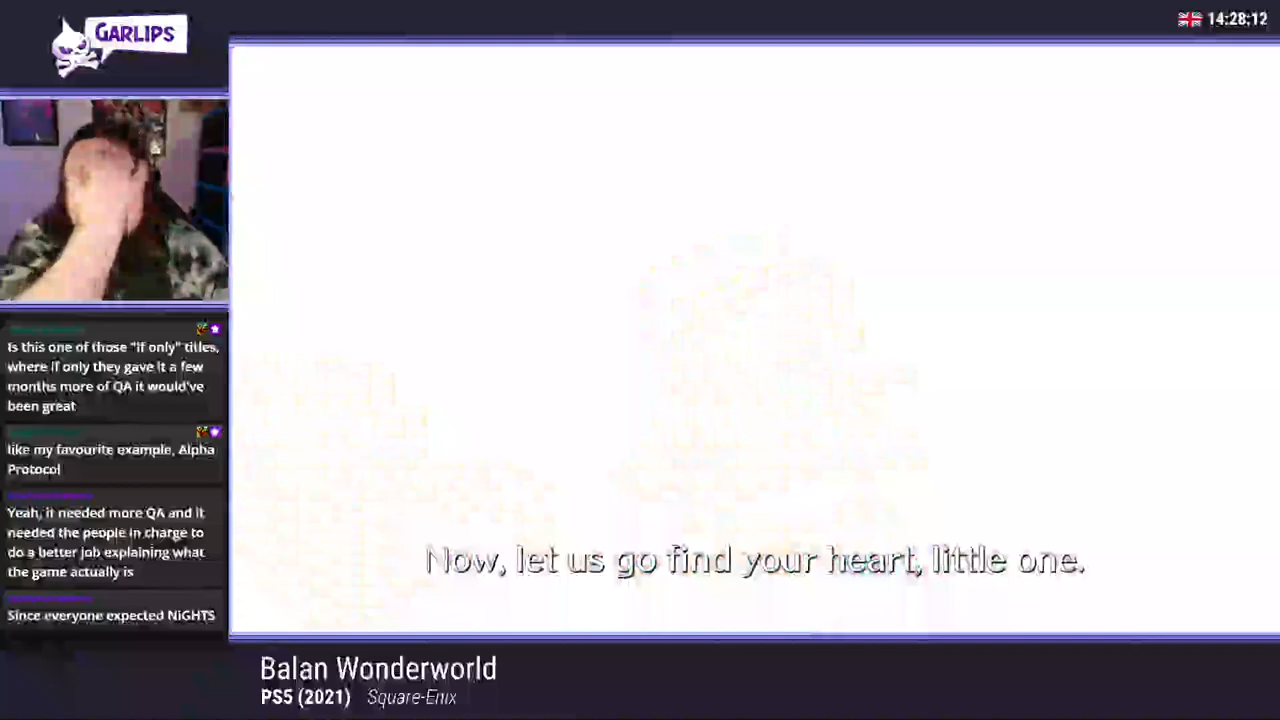 GARLIPS
14:28:12
Is this one of those "if only" titles,
where if only they gave it a few
months more of QA it would've
been great
like my favourite example, Alpha
Protocol
Yeah, it needed more QA and it
needed the people in charge to
do a better job explaining what
the game actually is
Since everyone expected NiGHTS
Now, let us go find your heart, little one.
Balan Wonderworld
PS5 (2021) Square-Enix